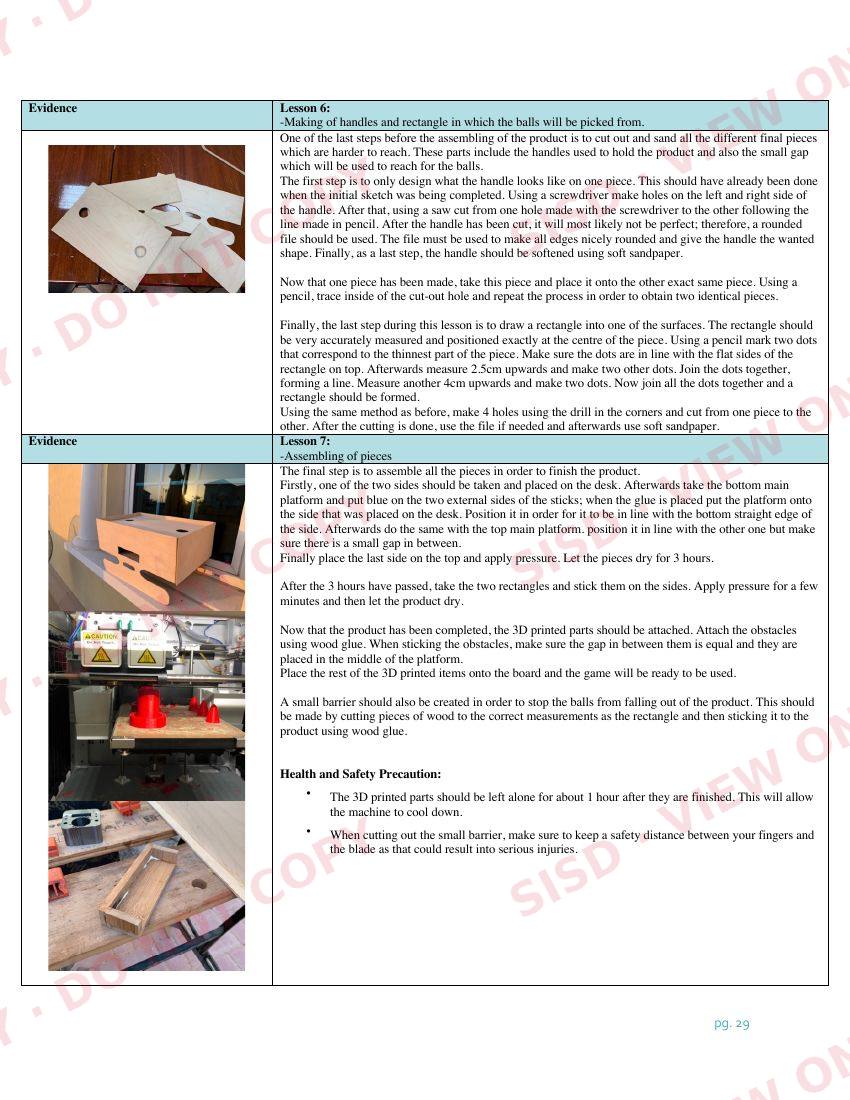 Evidence
Lesson 6:
-Making of handles and rectangle in which the balls will be picked from.
One of the last steps before the assembling of the product is to cut out and sand all the different final pieces
which are harder to reach. These parts include the handles used to hold the product and also the small gap
which will be used to reach for the balls.
The first step is to only design what the handle looks like on one piece. This should have already been done
when the initial sketch was being completed. Using a screwdriver make holes on the left and right side of
the handle. After that, using a saw cut from one hole made with the screwdriver to the other following the
line made in pencil. After the handle has been cut, it will most likely not be perfect; therefore, a rounded
file should be used. The file must be used to make all edges nicely rounded and give the handle the wanted
shape. Finally, as a last step, the handle should be softened using soft sandpaper.
Now that one piece has been made, take this piece and place it onto the other exact same piece. Using a
pencil, trace inside of the cut-out hole and repeat the process in order to obtain two identical pieces.
Finally, the last step during this lesson is to draw a rectangle into one of the surfaces. The rectangle should
be very accurately measured and positioned exactly at the centre of the piece. Using a pencil mark two dots
that correspond to the thinnest part of the piece. Make sure the dots are in line with the flat sides of the
rectangle on top. Afterwards measure 2.5cm upwards and make two other dots. Join the dots together,
forming a line. Measure another 4cm upwards and make two dots. Now join all the dots together and a
rectangle should be formed.
Using the same method as before, make 4 holes using the drill in the corners and cut from one piece to the
other. After the cutting is done, use the file if needed and afterwards use soft sandpaper.
Evidence
Lesson 7:
-Assembling of pieces
The final step is to assemble all the pieces in order to finish the product.
Firstly, one of the two sides should be taken and placed on the desk. Afterwards take the bottom main
platform and put blue on the two external sides of the sticks; when the glue is placed put the platform onto
the side that was placed on the desk. Position it in order for it to be in line with the bottom straight edge of
the side. Afterwards do the same with the top main platform. position it in line with the other one but make
sure there is a small gap in between.
Finally place the last side on the top and apply pressure. Let the pieces dry for 3 hours.
After the 3 hours have passed, take the two rectangles and stick them on the sides. Apply pressure for a few
minutes and then let the product dry.
Now that the product has been completed, the 3D printed parts should be attached. Attach the obstacles
using wood glue. When sticking the obstacles, make sure the gap in between them is equal and they are
placed in the middle of the platform.
Place the rest of the 3D printed items onto the board and the game will be ready to be used.
A small barrier should also be created in order to stop the balls from falling out of the product. This should
be made by cutting pieces of wood to the correct measurements as the rectangle and then sticking it to the
product using wood glue.
Health and Safety Precaution:
• The 3D printed parts should be left alone for about 1 hour after they are finished. This will allow
the machine to cool down.
• When cutting out the small barrier, make sure to keep a safety distance between your fingers and
the blade as that could result into serious injuries.
CAUTION
CAUTION
pg. 29
SISD · VIEW ON
SISD · VIEW ON
SISD · VIEW ON
Y · DO NOT COPY
Y · DO NOT COPY
Y · DO NOT COPY